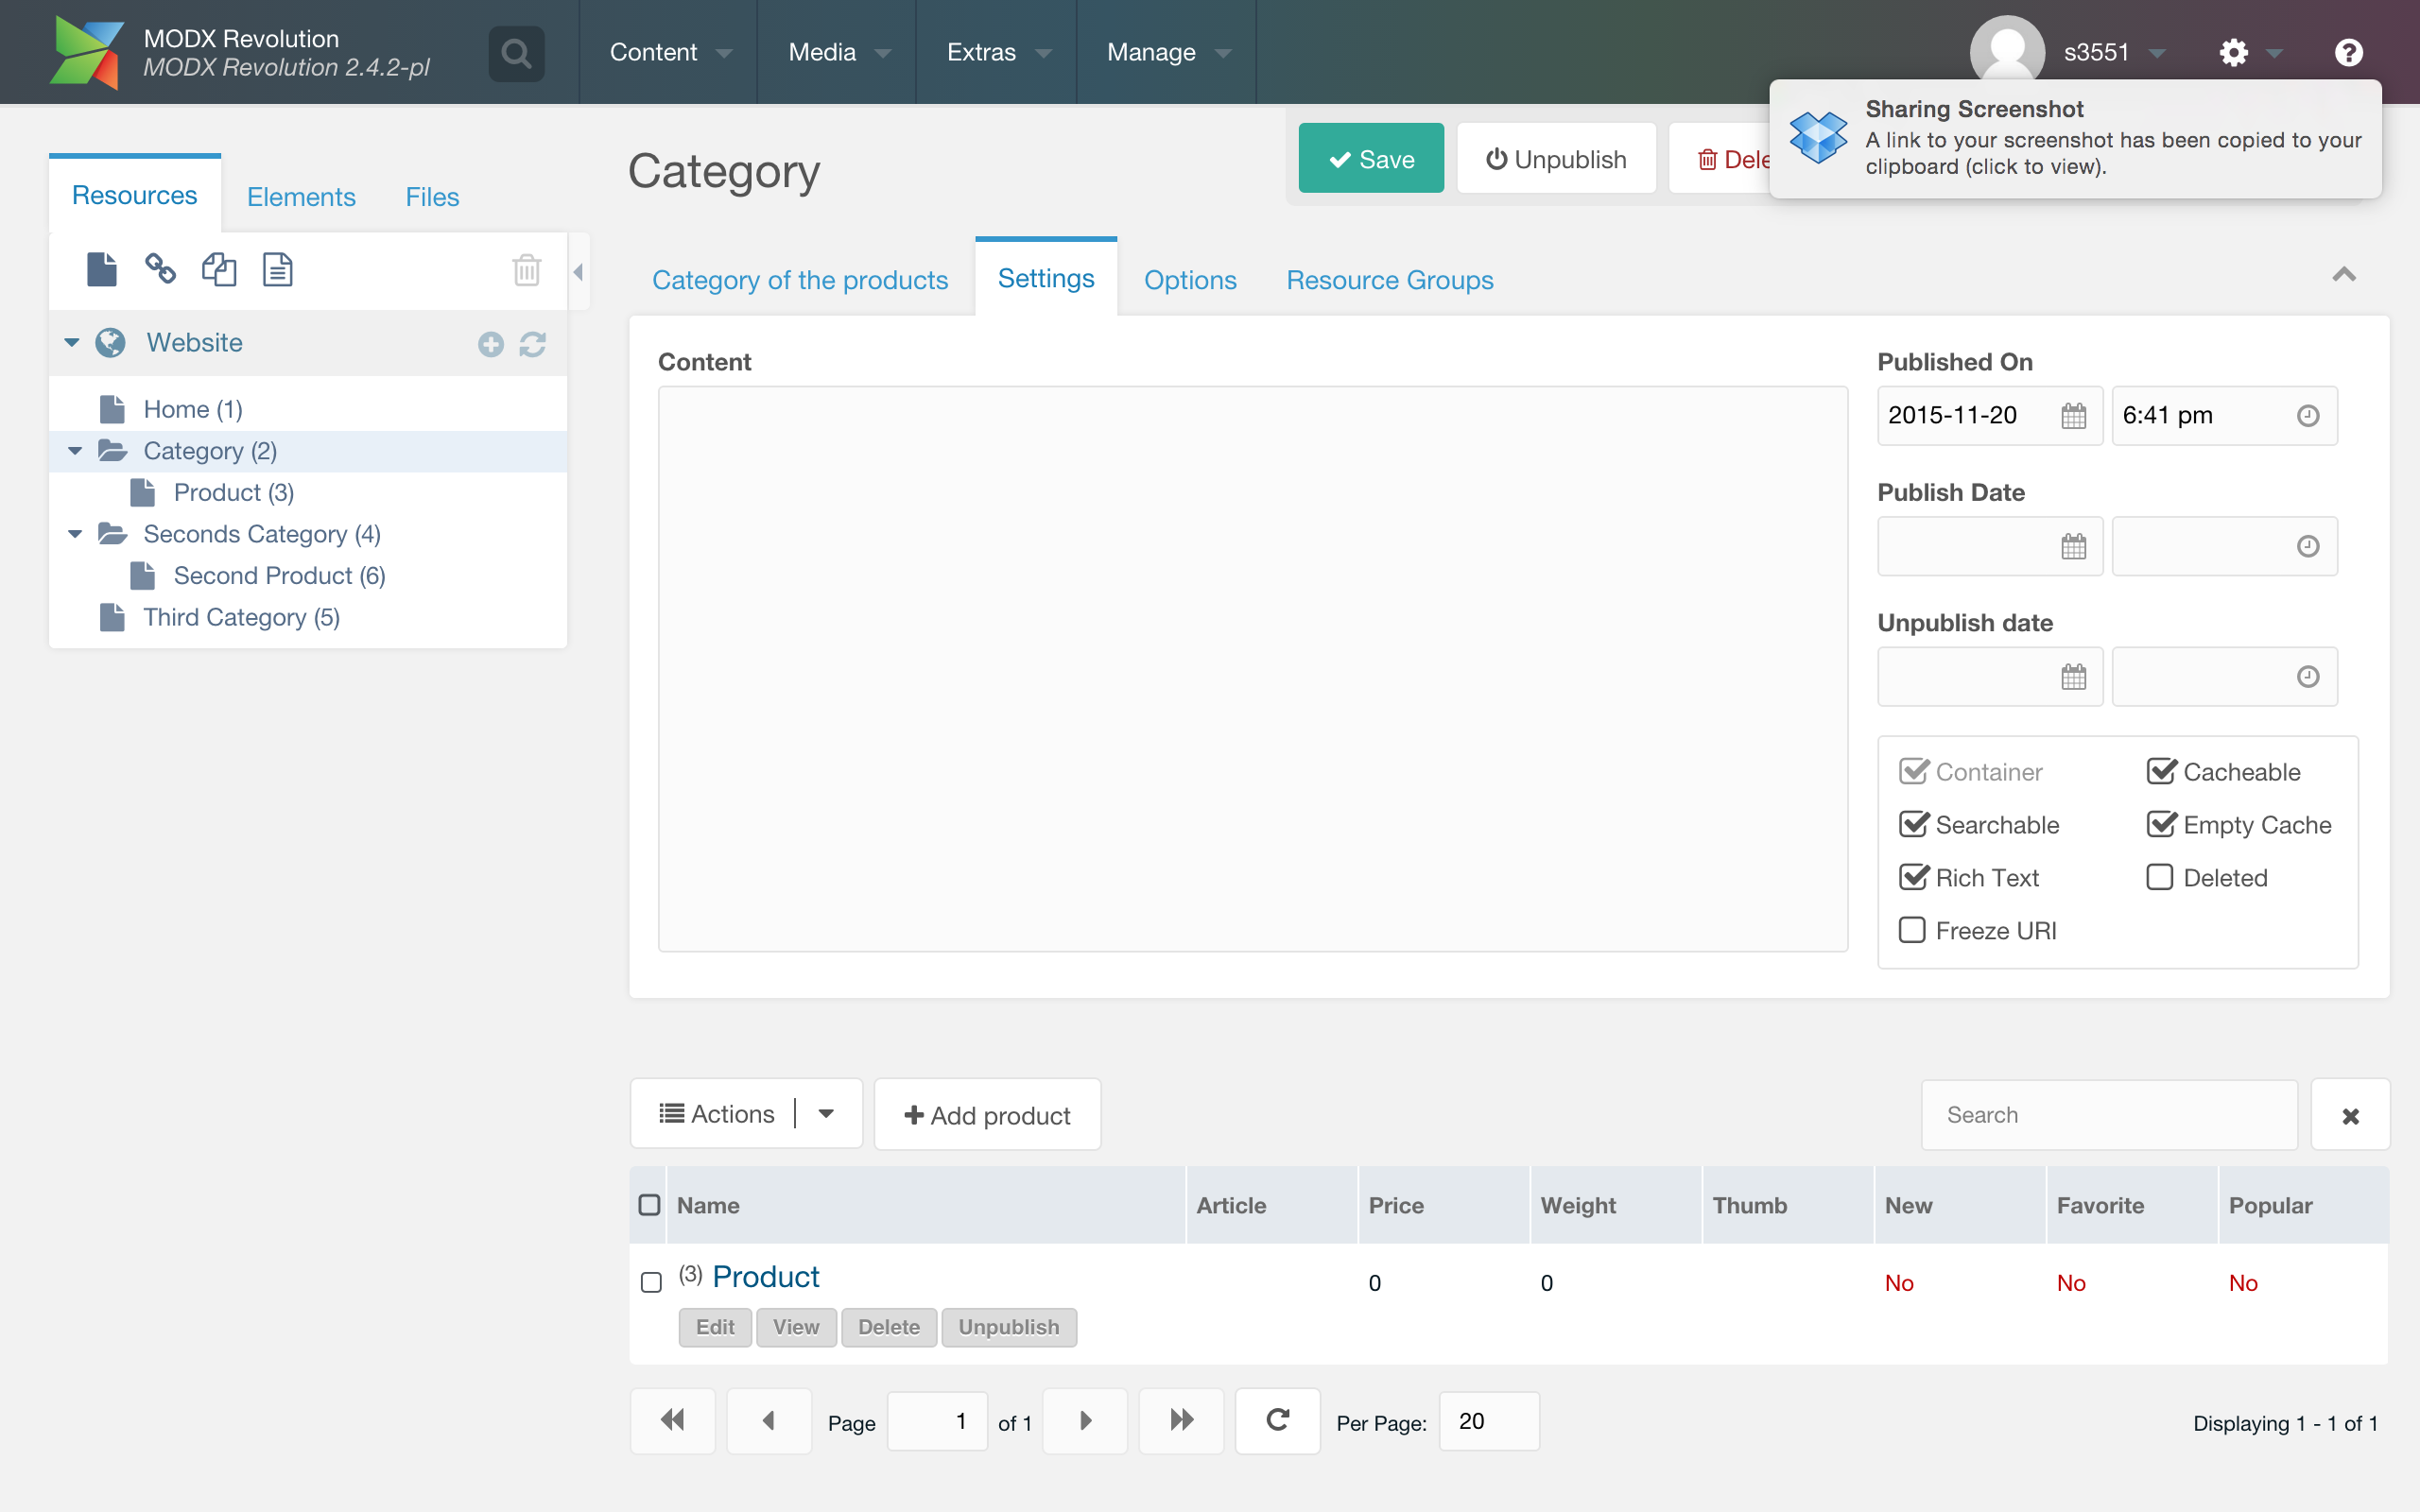 MODX Revolution
MODX Revolution 2.4.2-pl
Content
Media
Extras
Manage
s3551
Sharing Screenshot
A link to your screenshot has been copied to your
clipboard (click to view).
Category
Save
Unpublish
Dele
Resources
Elements
Files
Category of the products
Settings
Options
Resource Groups
Website
Home (1)
Category (2)
Product (3)
Seconds Category (4)
Second Product (6)
Third Category (5)
Content
Published On
2015-11-20
6:41 pm
Publish Date
Unpublish date
Container
Cacheable
Searchable
Empty Cache
Rich Text
Deleted
Freeze URI
Actions
Add product
Search
Name
Article
Price
Weight
Thumb
New
Favorite
Popular
(3) Product
0
0
No
No
No
Edit
View
Delete
Unpublish
Page
1
of 1
Per Page:
20
Displaying 1 - 1 of 1